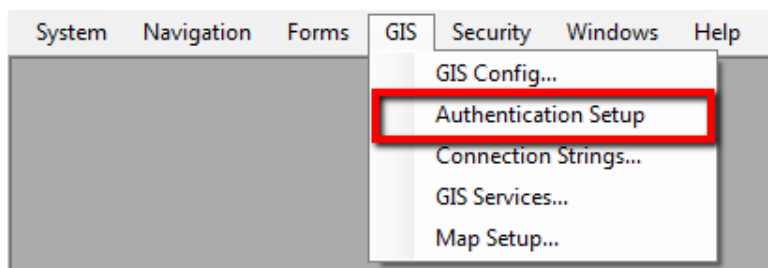 System Navigation Forms GIS Security Windows Help
GIS Config...
Authentication Setup
Connection Strings...
GIS Services...
Map Setup...